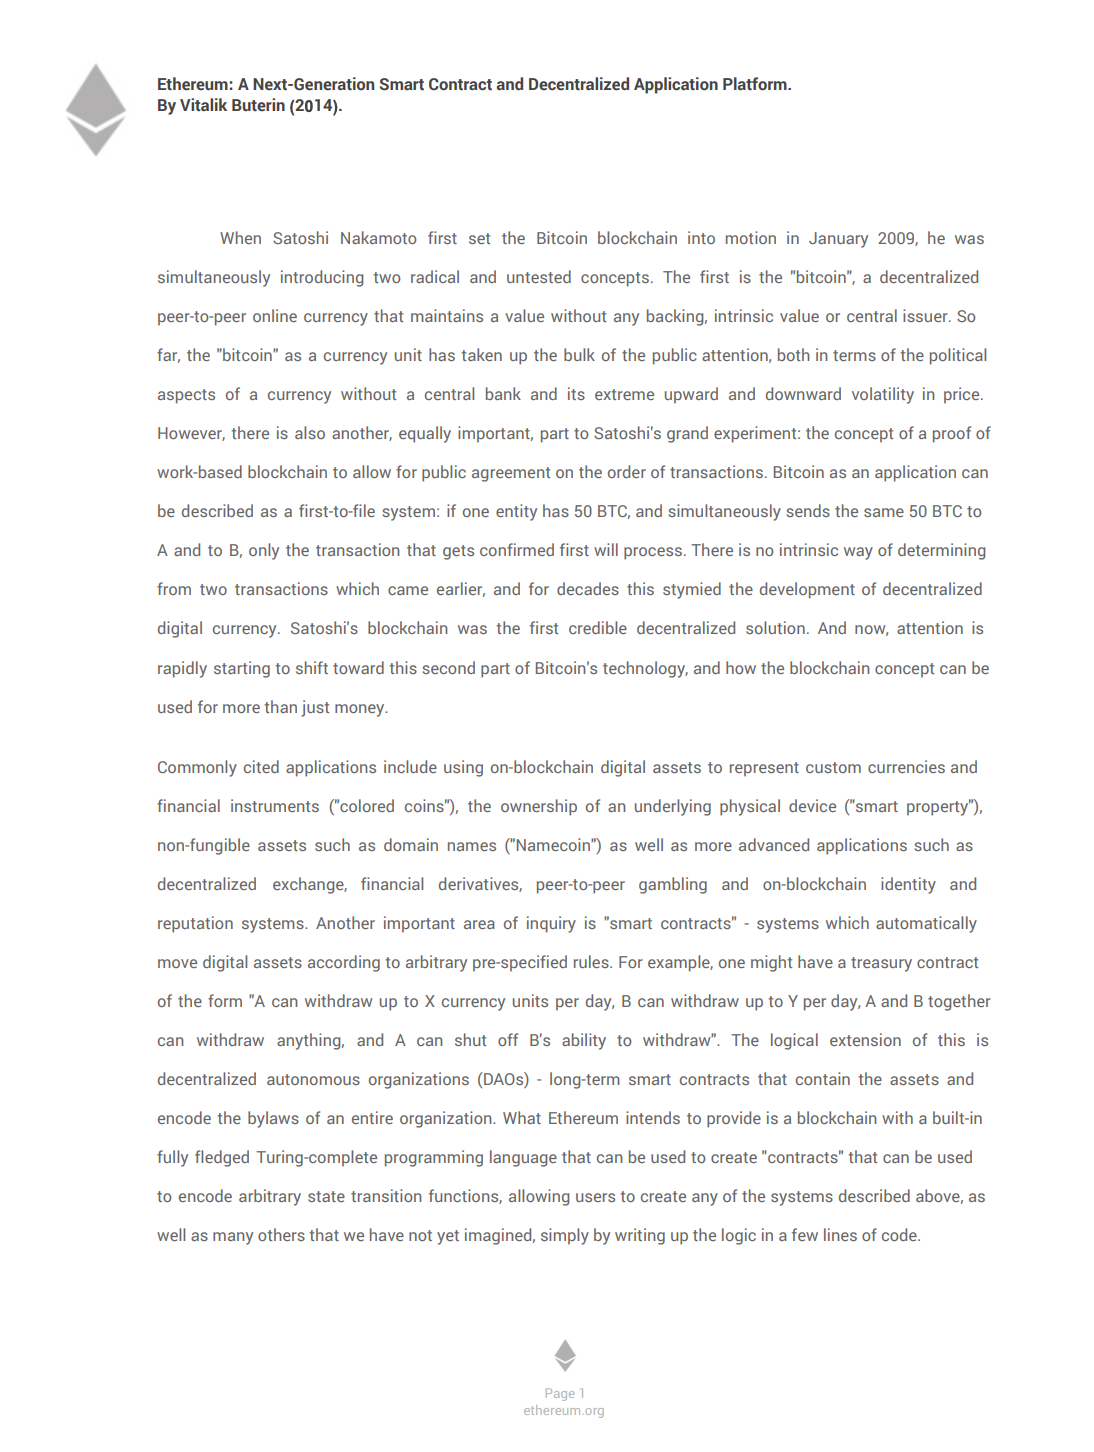 Ethereum: A Next-Generation Smart Contract and Decentralized Application Platform.
By Vitalik Buterin (2014).
When Satoshi Nakamoto first set the Bitcoin blockchain into motion in January 2009, he was
simultaneously introducing two radical and untested concepts. The first is the "bitcoin", a decentralized
peer-to-peer online currency that maintains a value without any backing, intrinsic value or central issuer. So
far, the "bitcoin" as a currency unit has taken up the bulk of the public attention, both in terms of the political
aspects of a currency without a central bank and its extreme upward and downward volatility in price.
However, there is also another, equally important, part to Satoshi's grand experiment: the concept of a proof of
work-based blockchain to allow for public agreement on the order of transactions. Bitcoin as an application can
be described as a first-to-file system: if one entity has 50 BTC, and simultaneously sends the same 50 BTC to
A and to B, only the transaction that gets confirmed first will process. There is no intrinsic way of determining
from two transactions which came earlier, and for decades this stymied the development of decentralized
digital currency. Satoshi's blockchain was the first credible decentralized solution. And now, attention is
rapidly starting to shift toward this second part of Bitcoin's technology, and how the blockchain concept can be
used for more than just money.
Commonly cited applications include using on-blockchain digital assets to represent custom currencies and
financial instruments ("colored coins"), the ownership of an underlying physical device ("smart property"),
non-fungible assets such as domain names ("Namecoin") as well as more advanced applications such as
decentralized exchange, financial derivatives, peer-to-peer gambling and on-blockchain identity and
reputation systems. Another important area of inquiry is "smart contracts" - systems which automatically
move digital assets according to arbitrary pre-specified rules. For example, one might have a treasury contract
of the form "A can withdraw up to X currency units per day, B can withdraw up to Y per day, A and B together
can withdraw anything, and A can shut off B's ability to withdraw". The logical extension of this is
decentralized autonomous organizations (DAOs) - long-term smart contracts that contain the assets and
encode the bylaws of an entire organization. What Ethereum intends to provide is a blockchain with a built-in
fully fledged Turing-complete programming language that can be used to create "contracts" that can be used
to encode arbitrary state transition functions, allowing users to create any of the systems described above, as
well as many others that we have not yet imagined, simply by writing up the logic in a few lines of code.
Page 1
ethereum.org